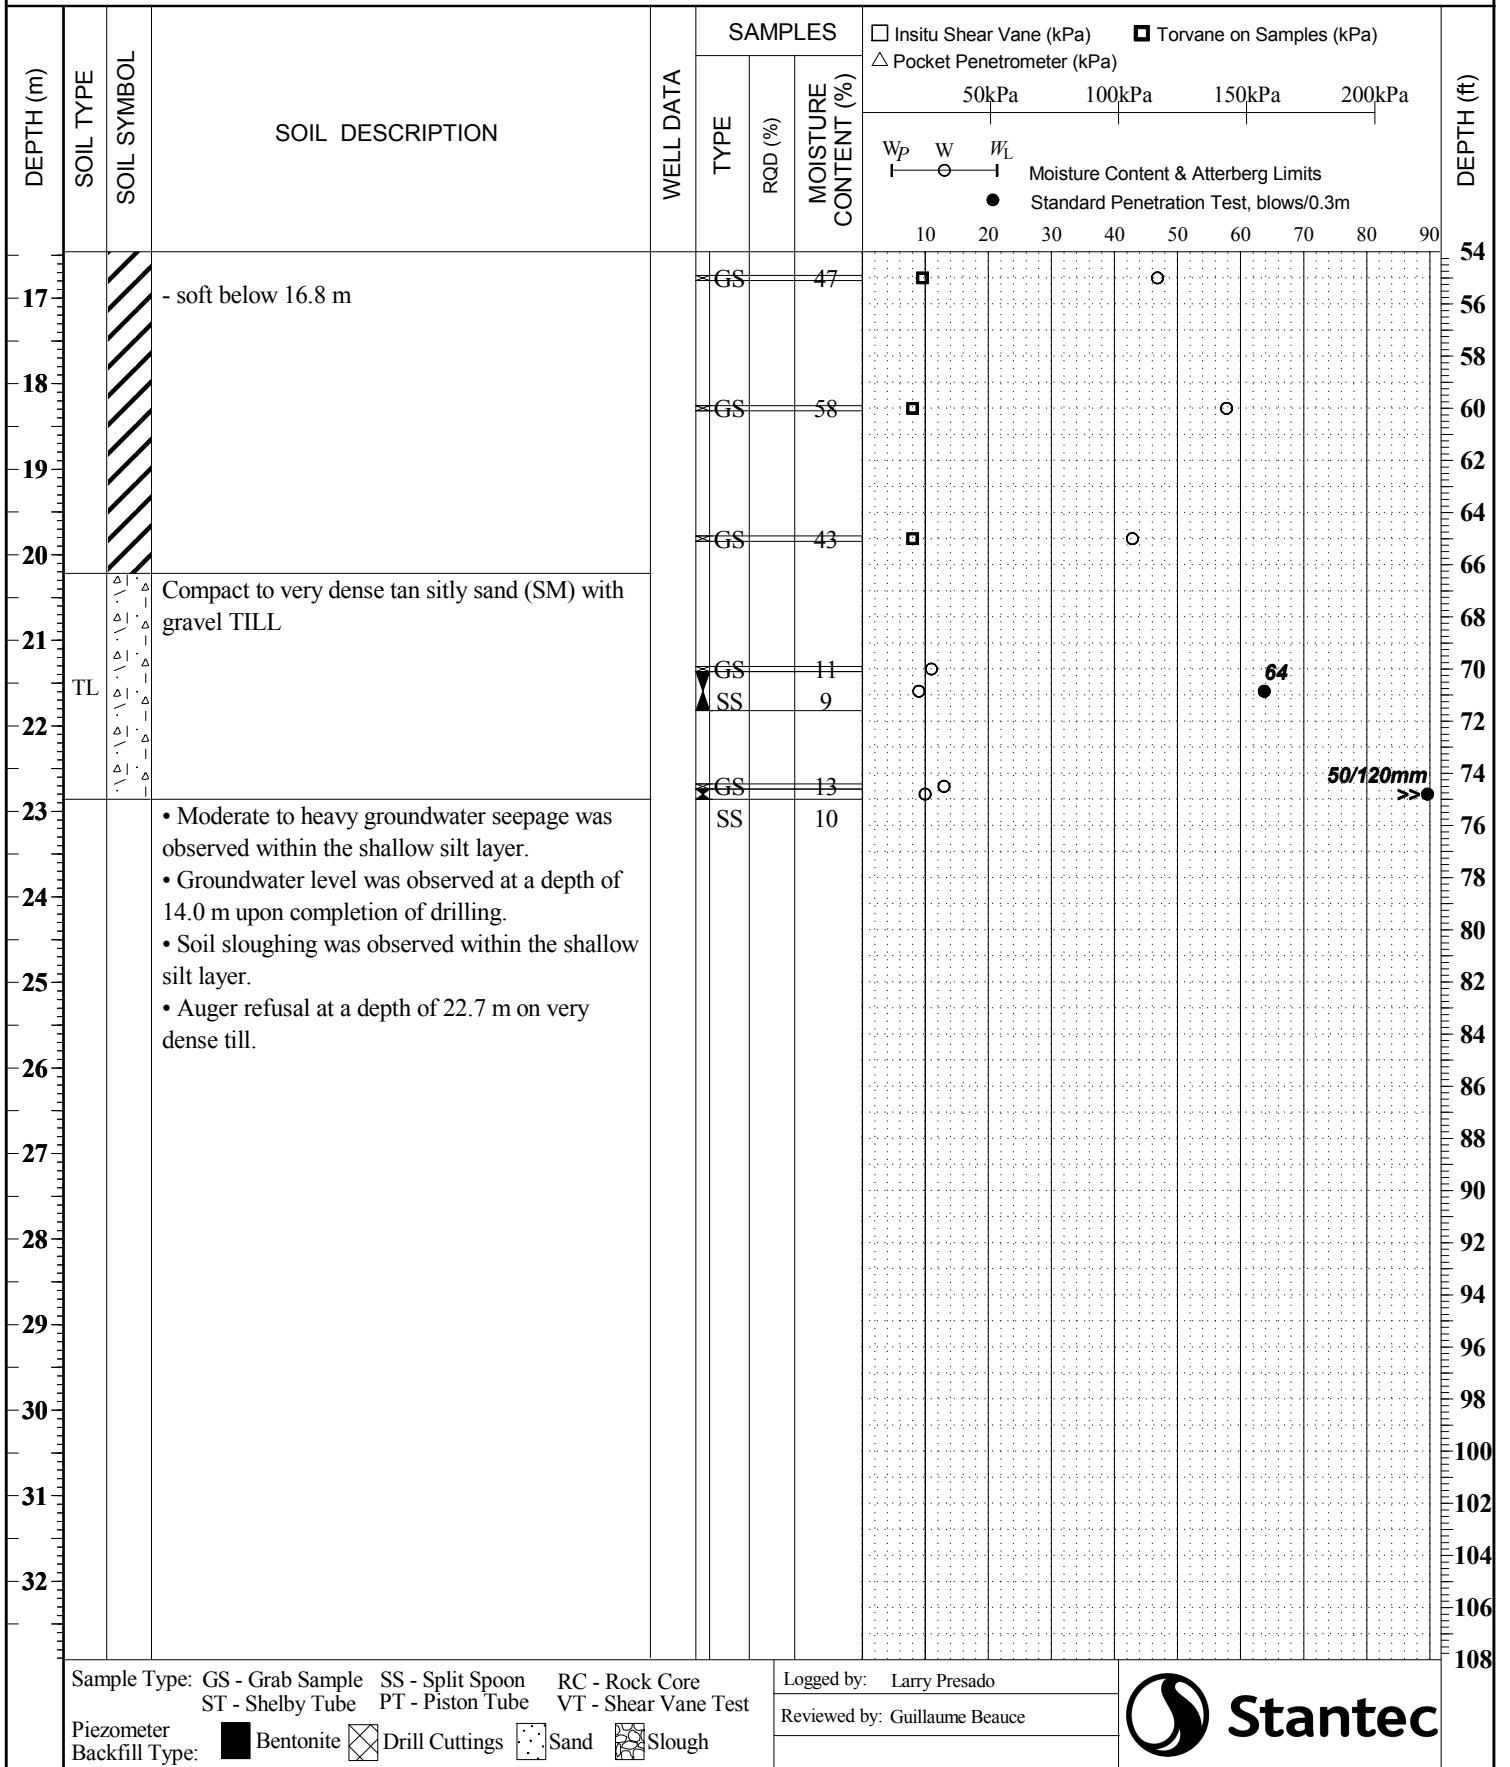 DEPTH (m)
SOIL TYPE
SOIL SYMBOL
SOIL DESCRIPTION
WELL DATA
SAMPLES
TYPE
RQD (%)
MOISTURE
CONTENT (%)
Insitu Shear Vane (kPa) Torvane on Samples (kPa)
Pocket Penetrometer (kPa)
50kPa 100kPa 150kPa 200kPa
WP W WL
Moisture Content & Atterberg Limits
Standard Penetration Test, blows/0.3m
10 20 30 40 50 60 70 80 90
DEPTH (ft)
54
GS 47
- soft below 16.8 m
17
56
58
18
GS 58
60
19
62
64
GS 43
20
66
Compact to very dense tan sitly sand (SM) with
gravel TILL
68
21
GS 11
70
64
TL
SS 9
22
72
74
50/120mm
GS 13
>>
23
• Moderate to heavy groundwater seepage was
SS 10
76
observed within the shallow silt layer.
• Groundwater level was observed at a depth of
78
24
14.0 m upon completion of drilling.
80
• Soil sloughing was observed within the shallow
silt layer.
25
82
• Auger refusal at a depth of 22.7 m on very
84
dense till.
26
86
88
27
90
28
92
94
29
96
98
30
100
31
102
104
32
106
108
Sample Type: GS - Grab Sample SS - Split Spoon RC - Rock Core
ST - Shelby Tube PT - Piston Tube VT - Shear Vane Test
Piezometer
Backfill Type:
Bentonite Drill Cuttings Sand Slough
Logged by: Larry Presado
Reviewed by: Guillaume Beauce
Stantec